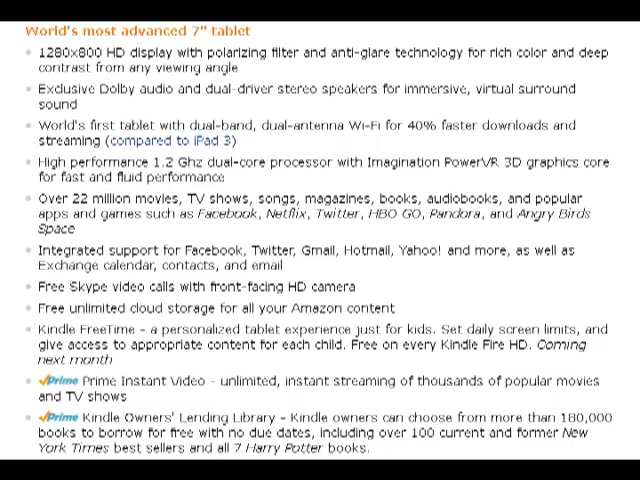 World's most advanced 7" tablet
1280x800 HD display with polarizing filter and anti-glare technology for rich color and deep
contrast from any viewing angle
Exclusive Dolby audio and dual-driver stereo speakers for immersive, virtual surround
sound
World's first tablet with dual-band, dual-antenna Wi-Fi for 40% faster downloads and
streaming (compared to iPad 3)
High performance 1.2 Ghz dual-core processor with Imagination PowerVR 3D graphics core
for fast and fluid performance
Over 22 million movies, TV shows, songs, magazines, books, audiobooks, and popular
apps and games such as Facebook, Netflix, Twitter, HBO GO, Pandora, and Angry Birds
Space
Integrated support for Facebook, Twitter, Gmail, Hotmail, Yahoo! and more, as well as
Exchange calendar, contacts, and email
Free Skype video calls with front-facing HD camera
Free unlimited cloud storage for all your Amazon content
Kindle FreeTime - a personalized tablet experience just for kids. Set daily screen limits, and
give access to appropriate content for each child. Free on every Kindle Fire HD. Coming
next month
Prime Prime Instant Video - unlimited, instant streaming of thousands of popular movies
and TV shows
Prime Kindle Owners' Lending Library - Kindle owners can choose from more than 180,000
books to borrow for free with no due dates, including over 100 current and former New
York Times best sellers and all 7 Harry Potter books.